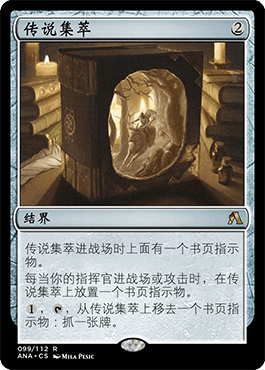 传说集萃 2
结界
传说集萃进战场时上面有一个书页指示
物。
每当你的指挥官进战场或攻击时，在传
说集萃上放置一个书页指示物。
1，，从传说集萃上移去一个书页指
示物：抓一张牌。
099/112 R
ANA • CS MILA PESIC